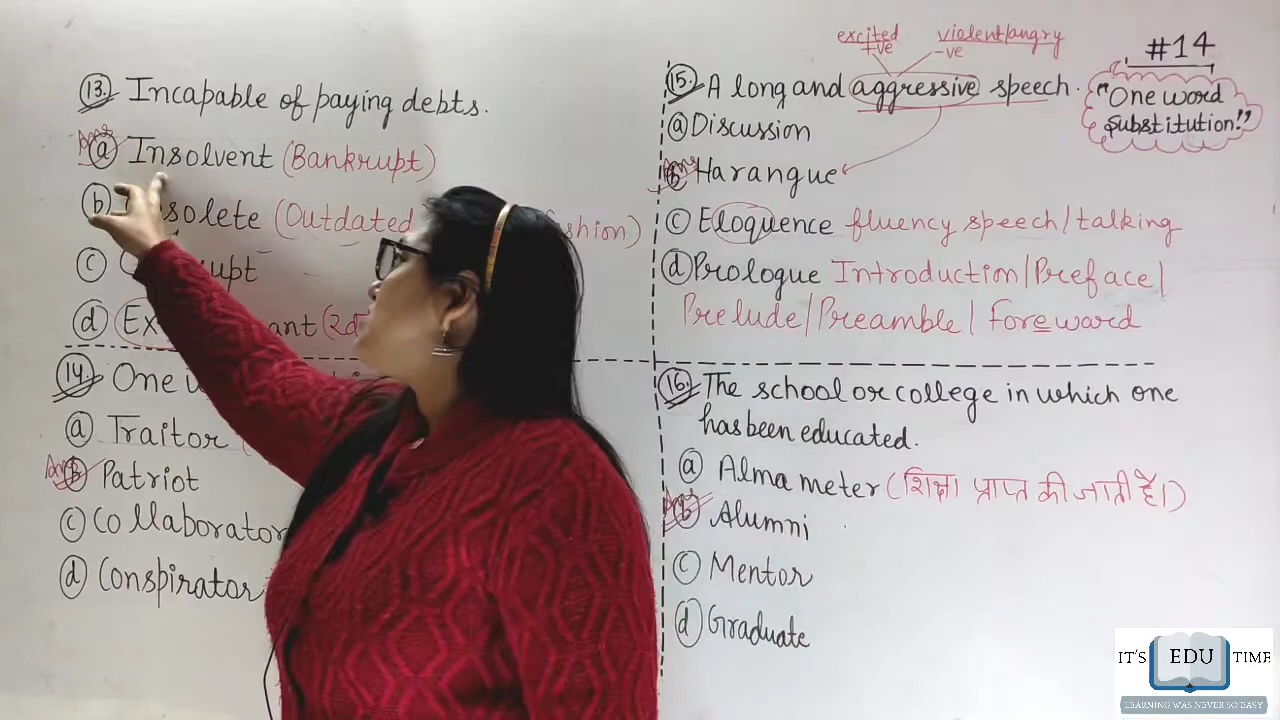 #14
"One word
substitution!"
13. Incapable of paying debts.
Ans
a Insolvent (Bankrupt)
b solete (Outdated shion)
c upt
d Ex ant
14. One
a Traitor
Ans
b Patriot
c Collaborator
d Conspirator
excited violent/angry
+ve -ve
15. A long and aggressive speech.
a Discussion
Ans
b Harangue
c Eloquence fluency speech/talking
d Prologue Introduction/Preface/
Prelude/Preamble/Foreword
16. The school or college in which one
has been educated.
a Alma meter (शिक्षा प्राप्त की जाती है।)
Ans
b Alumni
c Mentor
d Graduate
IT'S EDU TIME
LEARNING WAS NEVER SO EASY